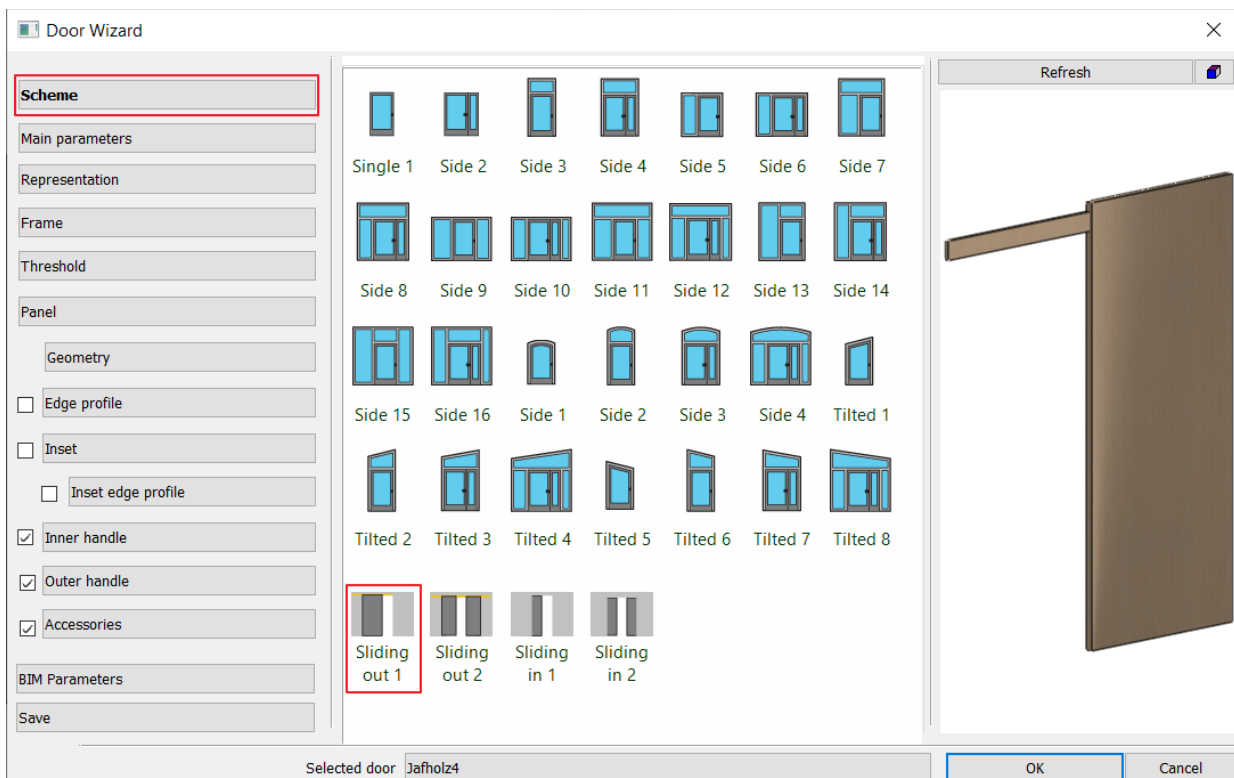 Door Wizard
Scheme
Main parameters
Representation
Frame
Threshold
Panel
Geometry
Edge profile
Inset
Inset edge profile
Inner handle
Outer handle
Accessories
BIM Parameters
Save
Single 1 Side 2 Side 3 Side 4 Side 5 Side 6 Side 7
Side 8 Side 9 Side 10 Side 11 Side 12 Side 13 Side 14
Side 15 Side 16 Side 1 Side 2 Side 3 Side 4 Tilted 1
Tilted 2 Tilted 3 Tilted 4 Tilted 5 Tilted 6 Tilted 7 Tilted 8
Sliding Sliding Sliding Sliding
out 1 out 2 in 1 in 2
Refresh
Selected door Jafholz4
OK Cancel